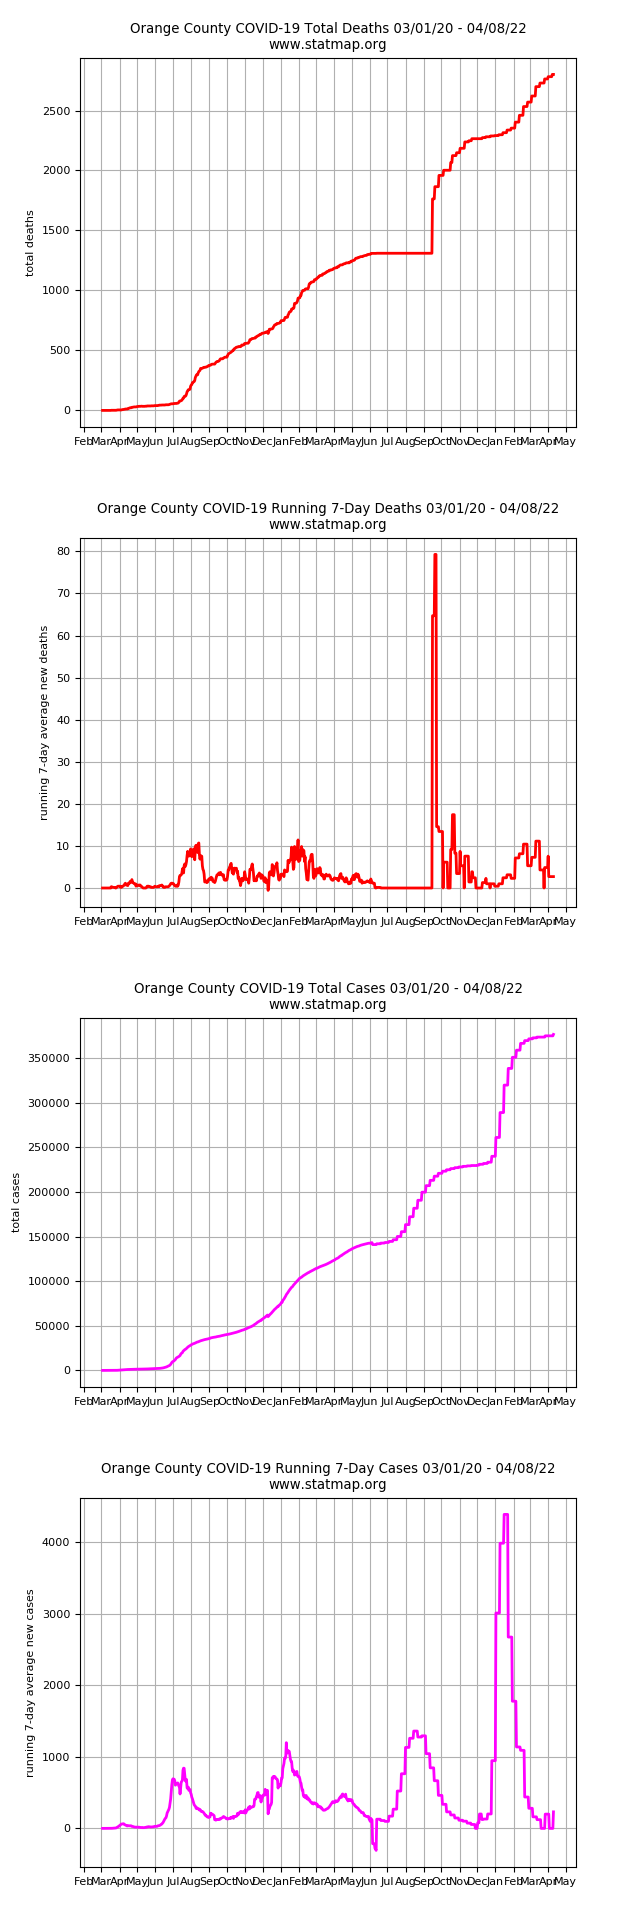 Orange County COVID-19 Total Deaths 03/01/20 - 04/08/22
www.statmap.org
2500
2000
1500
1000
500
0
total deaths
Feb Mar Apr May Jun Jul Aug Sep Oct Nov Dec Jan Feb Mar Apr May Jun Jul Aug Sep Oct Nov Dec Jan Feb Mar Apr May
Orange County COVID-19 Running 7-Day Deaths 03/01/20 - 04/08/22
www.statmap.org
80
70
60
50
40
30
20
10
0
running 7-day average new deaths
Feb Mar Apr May Jun Jul Aug Sep Oct Nov Dec Jan Feb Mar Apr May Jun Jul Aug Sep Oct Nov Dec Jan Feb Mar Apr May
Orange County COVID-19 Total Cases 03/01/20 - 04/08/22
www.statmap.org
350000
300000
250000
200000
150000
100000
50000
0
total cases
Feb Mar Apr May Jun Jul Aug Sep Oct Nov Dec Jan Feb Mar Apr May Jun Jul Aug Sep Oct Nov Dec Jan Feb Mar Apr May
Orange County COVID-19 Running 7-Day Cases 03/01/20 - 04/08/22
www.statmap.org
4000
3000
2000
1000
0
running 7-day average new cases
Feb Mar Apr May Jun Jul Aug Sep Oct Nov Dec Jan Feb Mar Apr May Jun Jul Aug Sep Oct Nov Dec Jan Feb Mar Apr May